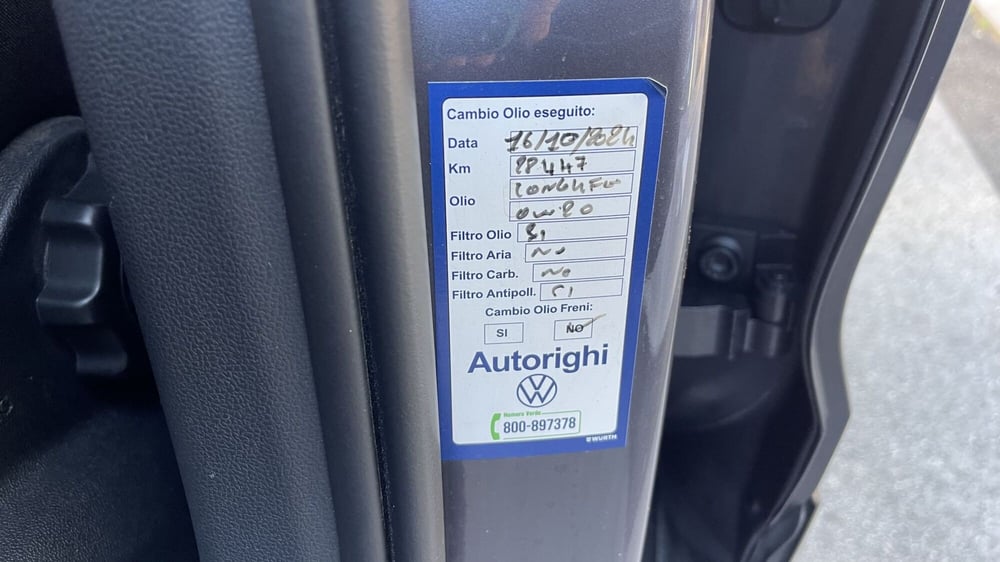 Cambio Olio eseguito:
Data 16/10/2024
Km 88447
Olio LONGLIFE
0W20
Filtro Olio Si
Filtro Aria No
Filtro Carb. No
Filtro Antipoll. Si
Cambio Olio Freni:
SI NO
Autorighi
Numero Verde
800-897378
WURTH